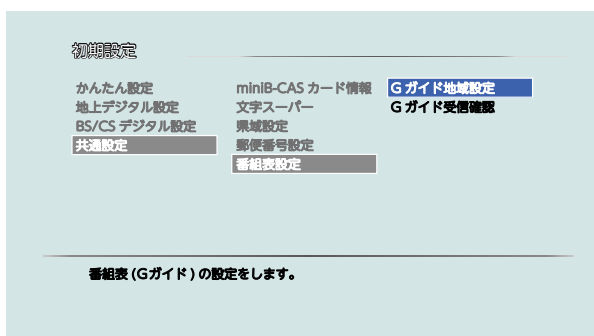 初期設定
かんたん設定
地上デジタル設定
BS/CS デジタル設定
共通設定
miniB-CAS カード情報
文字スーパー
県域設定
郵便番号設定
番組表設定
G ガイド地域設定
G ガイド受信確認
番組表 (Gガイド ) の設定をします。